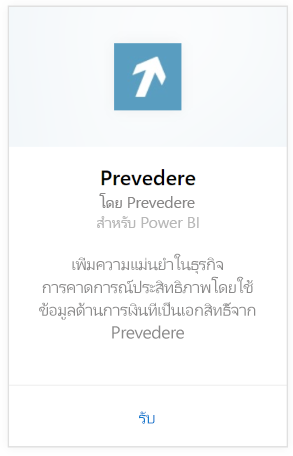 Prevedere
โดย Prevedere
สำหรับ Power BI
เพิ่มความแม่นยำในธุรกิจ
การคาดการณ์ประสิทธิภาพโดยใช้
ข้อมูลด้านการเงินที่เป็นเอกสิทธิ์จาก
Prevedere
รับ